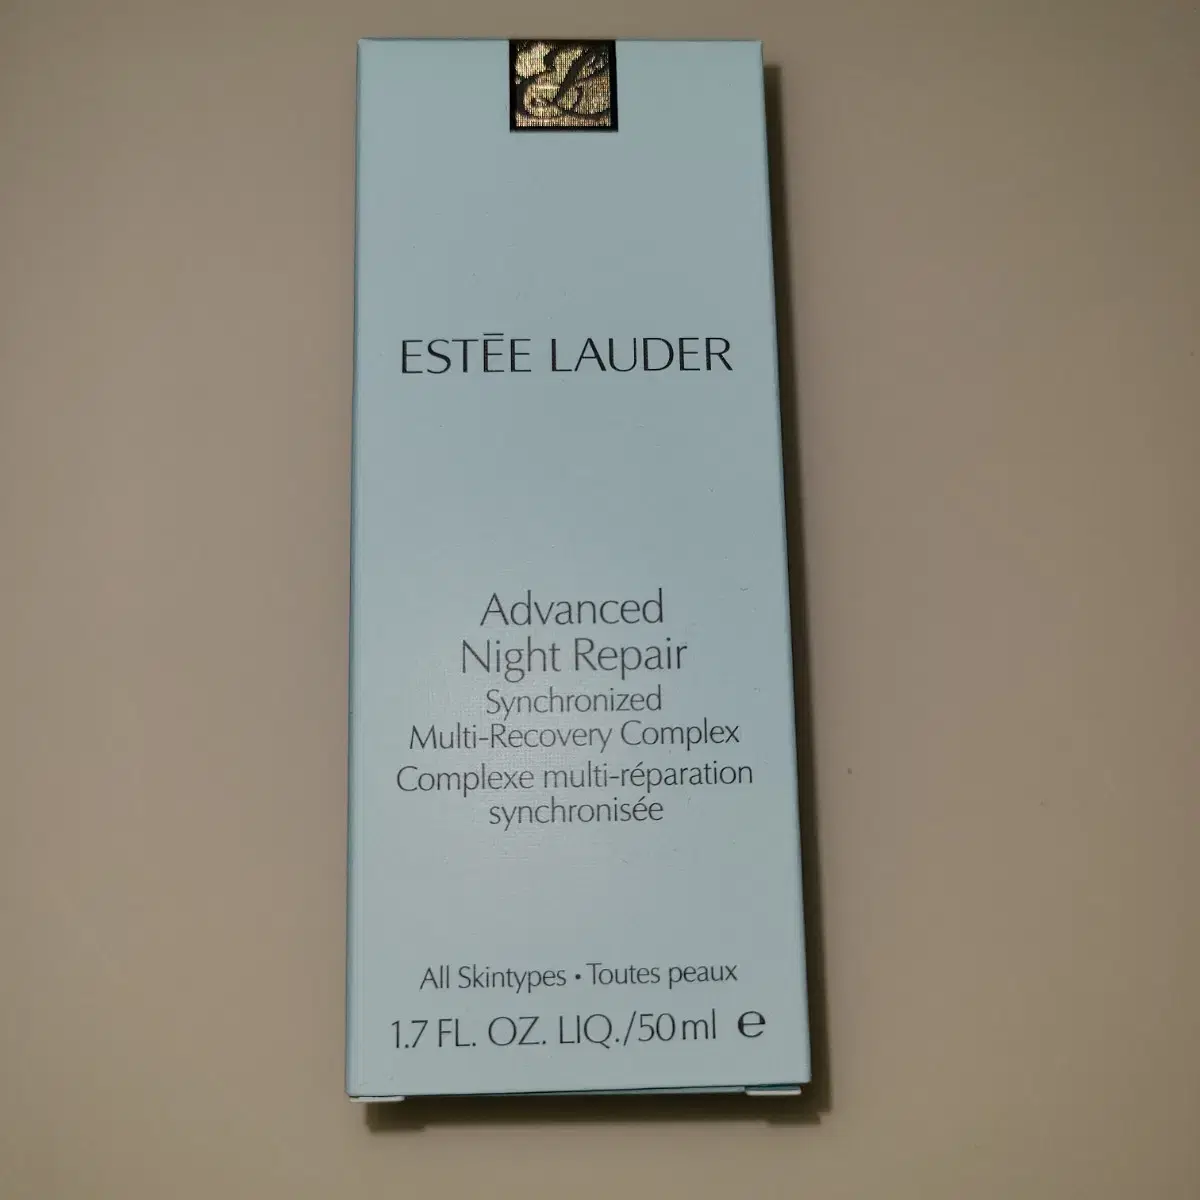 EL
ESTĒE LAUDER
Advanced
Night Repair
Synchronized
Multi-Recovery Complex
Complexe multi-réparation
synchronisée
All Skintypes • Toutes peaux
1.7 FL. OZ. LIQ./50 ml ℮